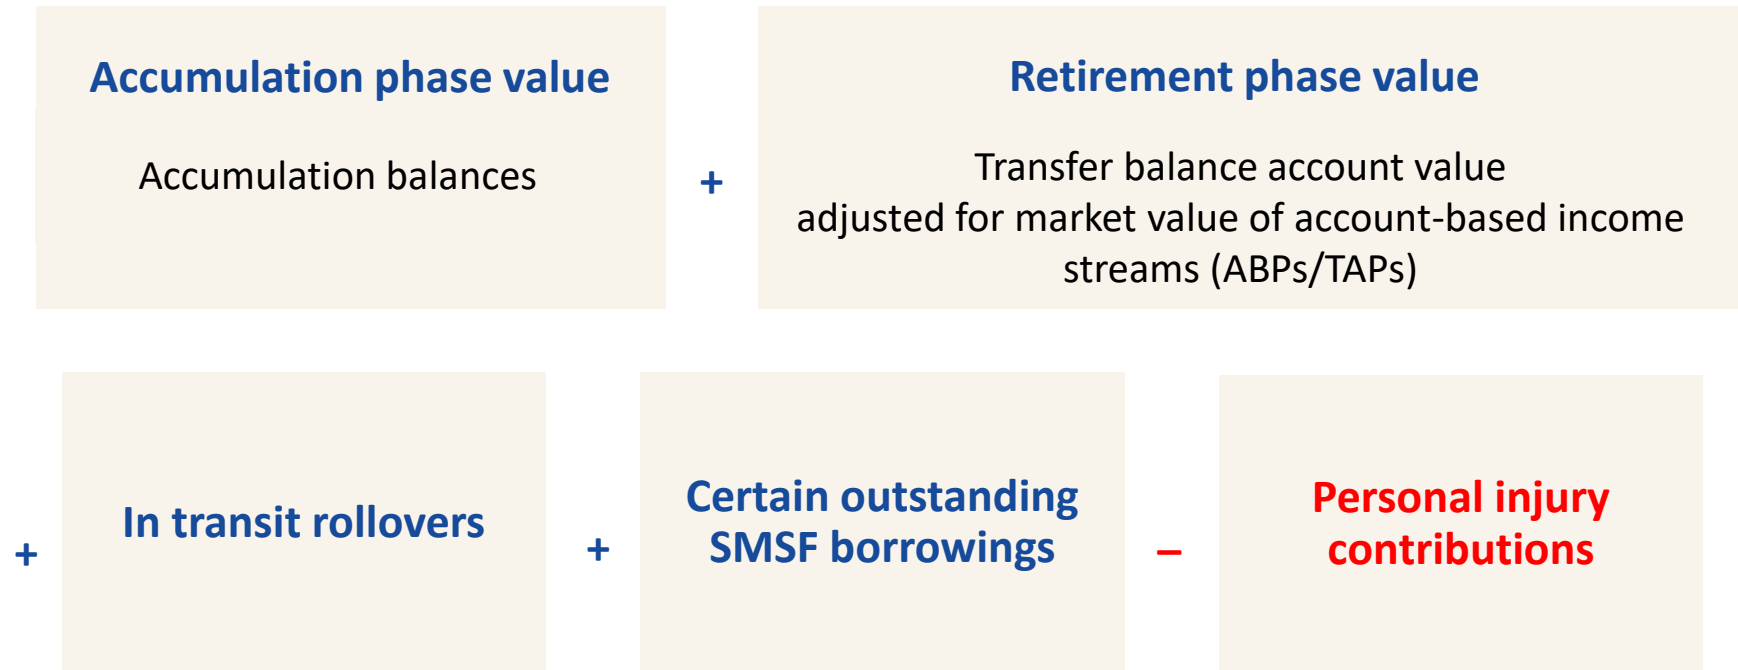 Accumulation phase value
Accumulation balances
+
Retirement phase value
Transfer balance account value
adjusted for market value of account-based income
streams (ABPs/TAPs)
+
In transit rollovers
+
Certain outstanding
SMSF borrowings
–
Personal injury
contributions